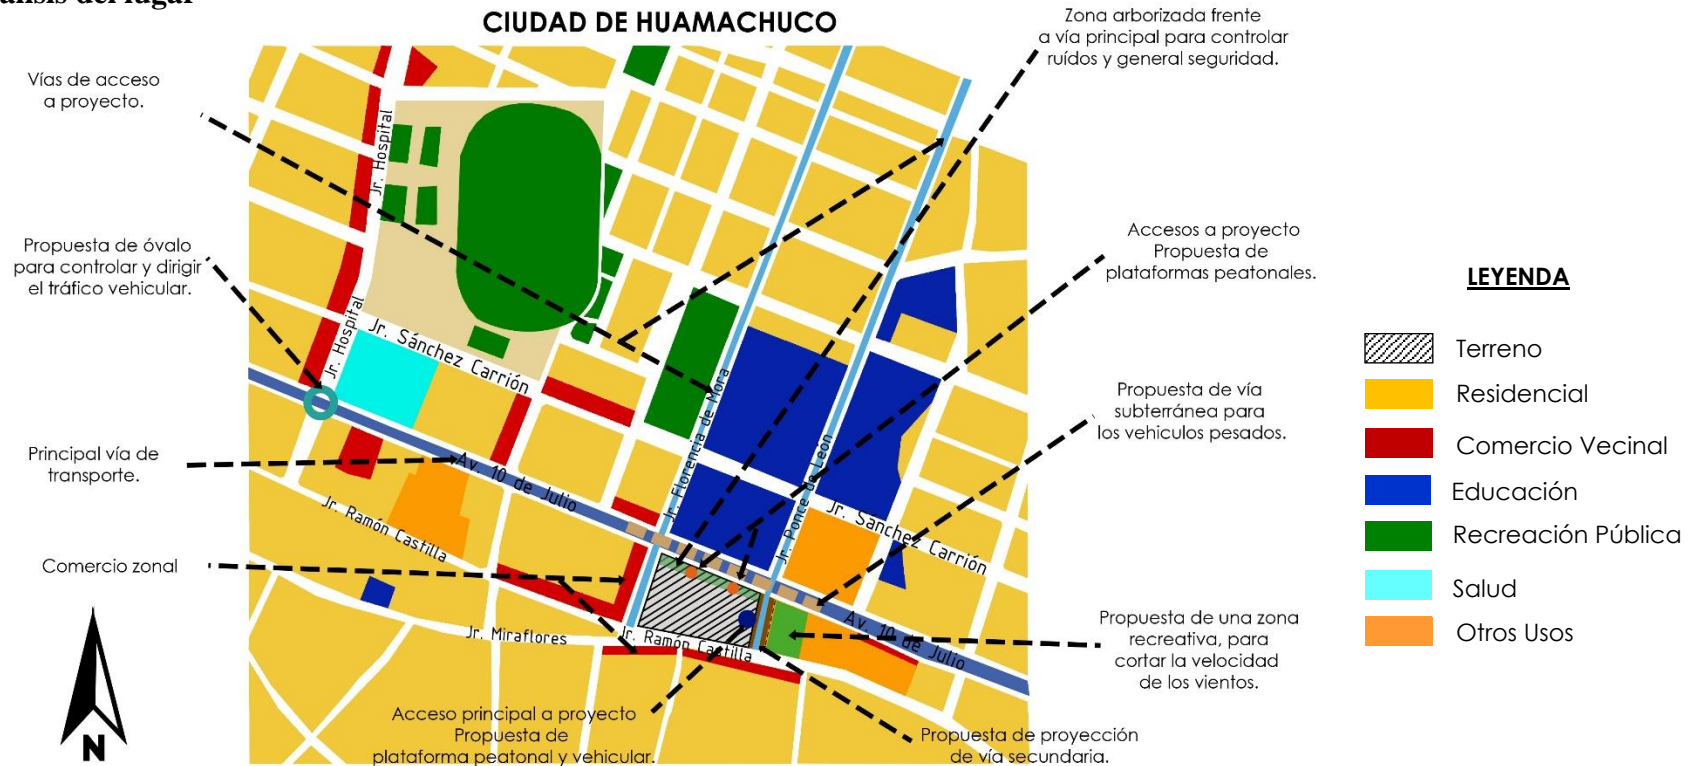 nálisis del lugar
CIUDAD DE HUAMACHUCO
Zona arborizada frente
a vía principal para controlar
ruídos y general seguridad.
Vías de acceso
a proyecto.
Propuesta de óvalo
para controlar y dirigir
el tráfico vehicular.
Principal vía de
transporte.
Comercio zonal
Jr. Hospital
Jr. Hospital
Jr. Sánchez Carrión
Av. 10 de Julio
Jr. Ramón Castilla
Jr. Miraflores
Jr. Ramón Castilla
Jr. Florencia de Mora
Jr. Ponce de León
Jr. Sánchez Carrión
Av. 10 de Julio
Accesos a proyecto
Propuesta de
plataformas peatonales.
Propuesta de vía
subterránea para
los vehiculos pesados.
Propuesta de una zona
recreativa, para
cortar la velocidad
de los vientos.
Acceso principal a proyecto
Propuesta de
plataforma peatonal y vehicular.
Propuesta de proyección
de vía secundaria.
N
LEYENDA
Terreno
Residencial
Comercio Vecinal
Educación
Recreación Pública
Salud
Otros Usos